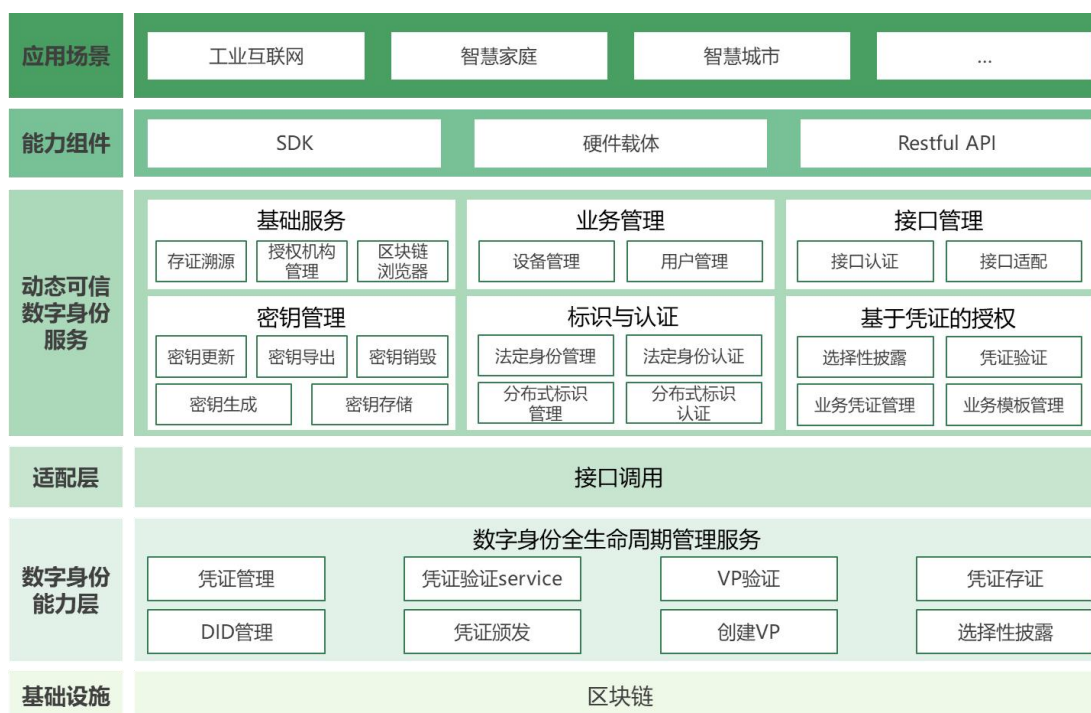 应用场景
工业互联网
智慧家庭
智慧城市
...
能力组件
SDK
硬件载体
Restful API
动态可信
数字身份
服务
基础服务
存证溯源
授权机构
管理
区块链
浏览器
业务管理
设备管理
用户管理
接口管理
接口认证
接口适配
密钥管理
密钥更新
密钥导出
密钥销毁
密钥生成
密钥存储
标识与认证
法定身份管理
法定身份认证
分布式标识
管理
分布式标识
认证
基于凭证的授权
选择性披露
凭证验证
业务凭证管理
业务模板管理
适配层
接口调用
数字身份
能力层
数字身份全生命周期管理服务
凭证管理
凭证验证service
VP验证
凭证存证
DID管理
凭证颁发
创建VP
选择性披露
基础设施
区块链